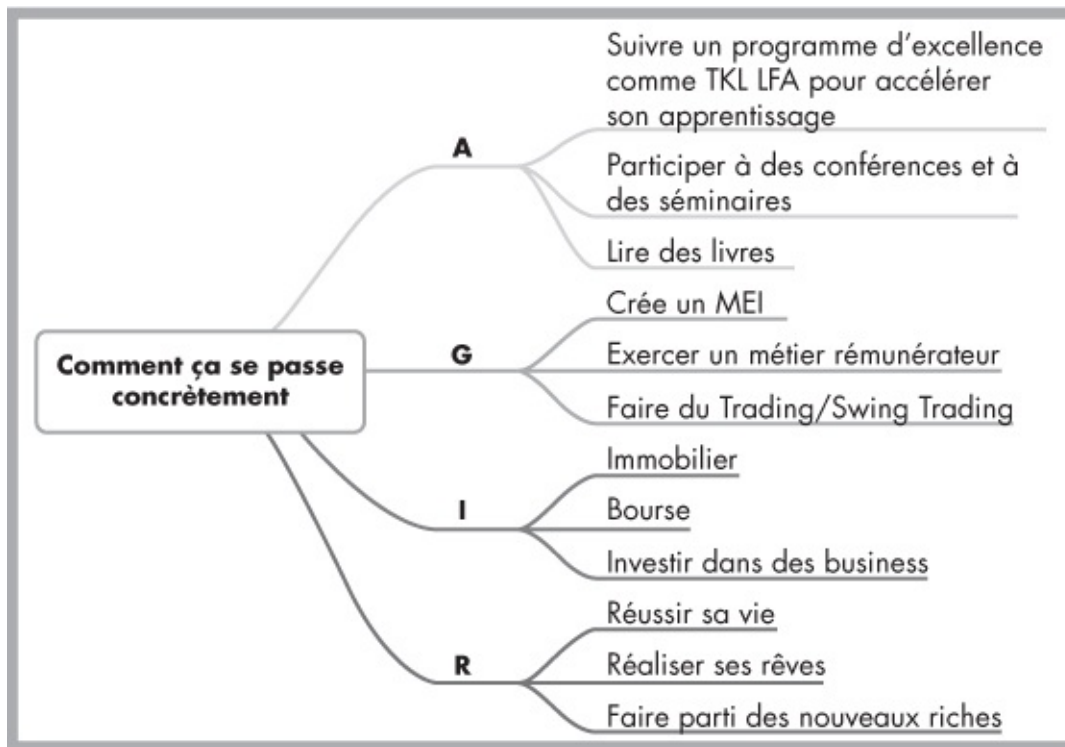 Suivre un programme d'excellence
comme TKL LFA pour accélérer
son apprentissage
A
Participer à des conférences et à
des séminaires
Lire des livres
Crée un MEI
Comment ça se passe
concrètement
G
Exercer un métier rémunérateur
Faire du Trading/Swing Trading
Immobilier
I
Bourse
Investir dans des business
Réussir sa vie
R
Réaliser ses rêves
Faire parti des nouveaux riches